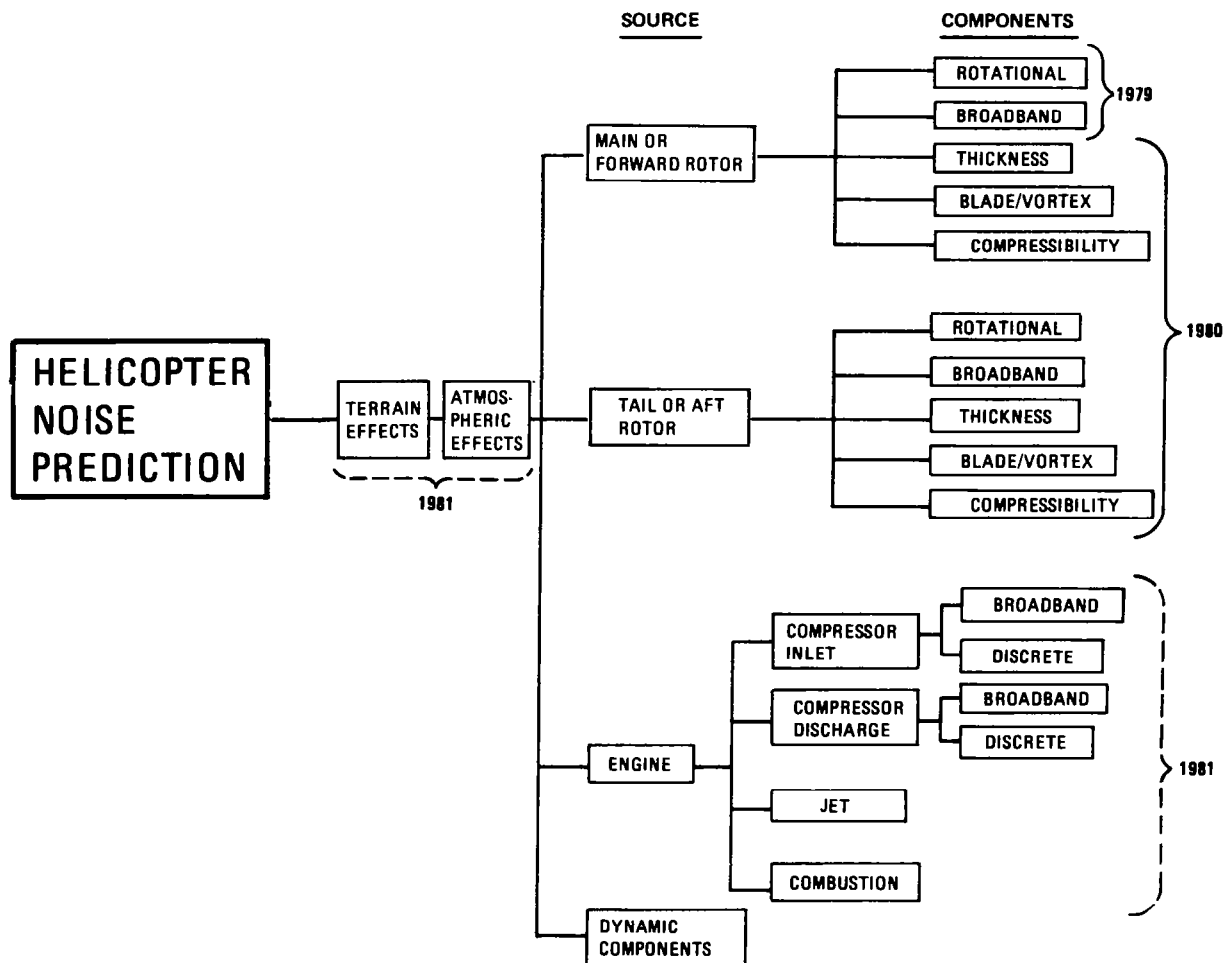 SOURCE
COMPONENTS
ROTATIONAL
BROADBAND
1979
MAIN OR
FORWARD ROTOR
THICKNESS
BLADE/VORTEX
COMPRESSIBILITY
1980
ROTATIONAL
BROADBAND
THICKNESS
BLADE/VORTEX
COMPRESSIBILITY
TAIL OR AFT
ROTOR
HELICOPTER
NOISE
PREDICTION
TERRAIN
EFFECTS
ATMOS-
PHERIC
EFFECTS
1981
ENGINE
COMPRESSOR
INLET
BROADBAND
DISCRETE
COMPRESSOR
DISCHARGE
BROADBAND
DISCRETE
JET
COMBUSTION
1981
DYNAMIC
COMPONENTS